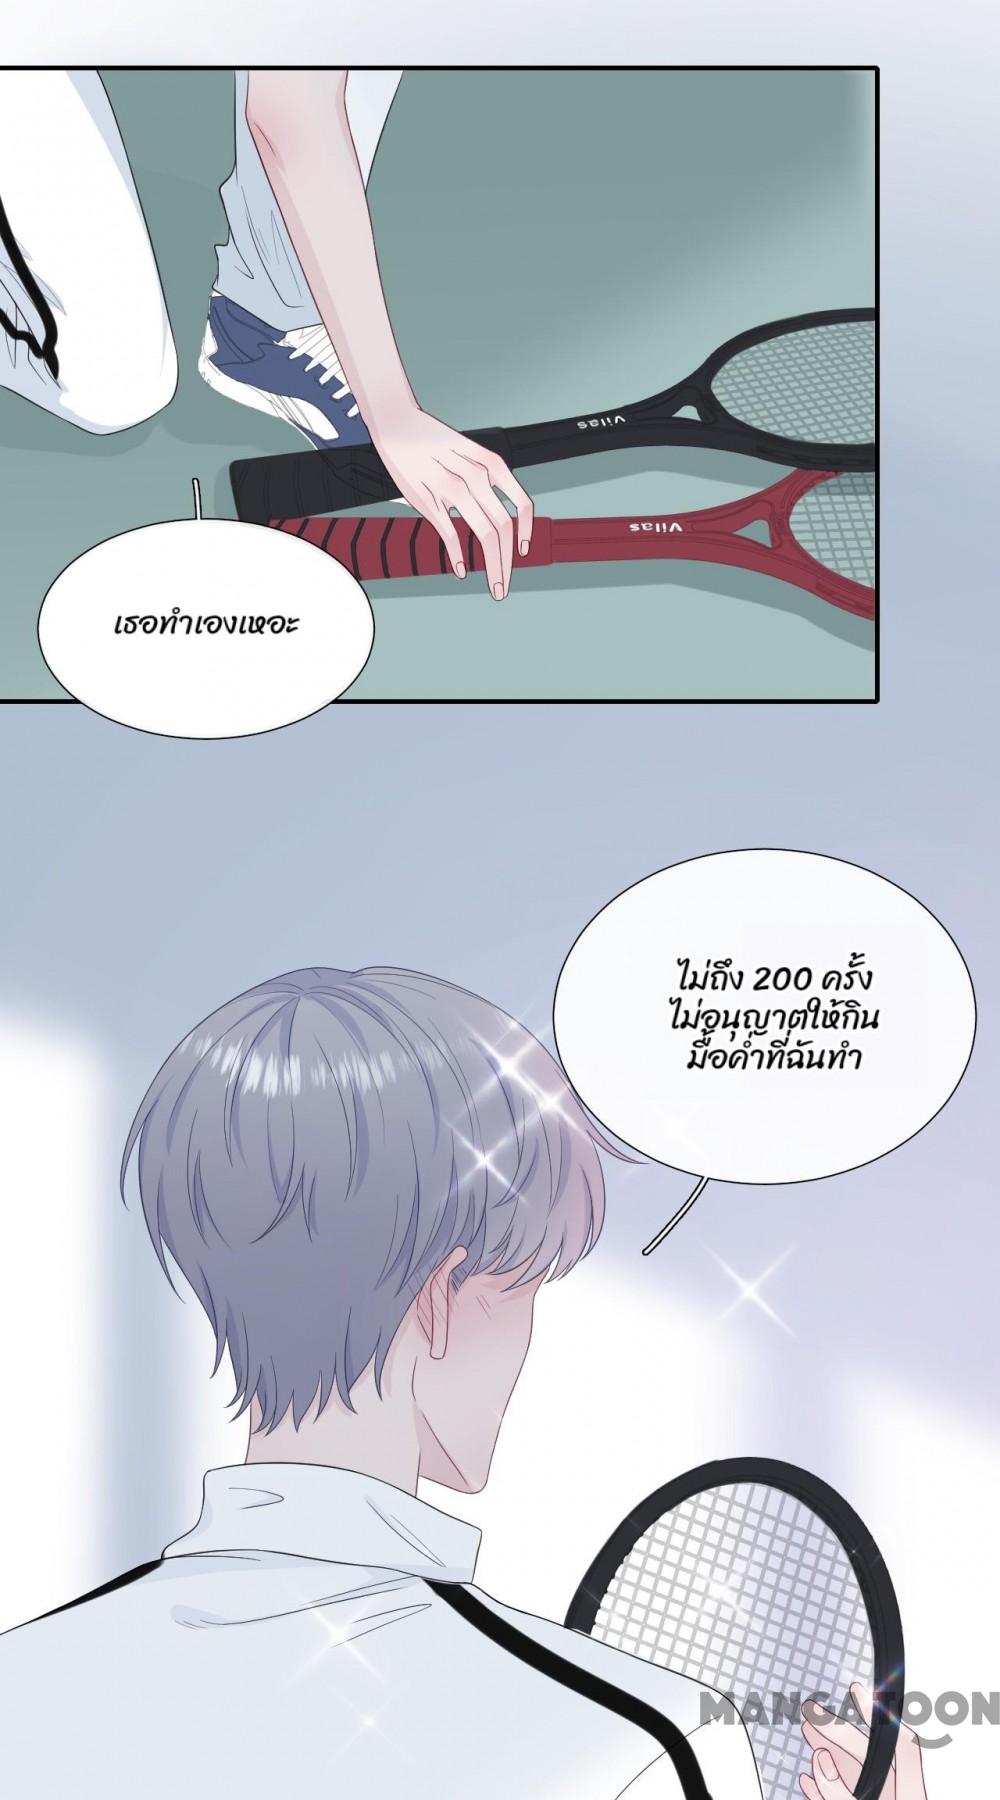 Vilas
Vilas
เธอทำเองเหอะ
ไม่ถึง 200 ครั้ง
ไม่อนุญาตให้กิน
มื้อค่ำที่ฉันทำ
MANGATOON